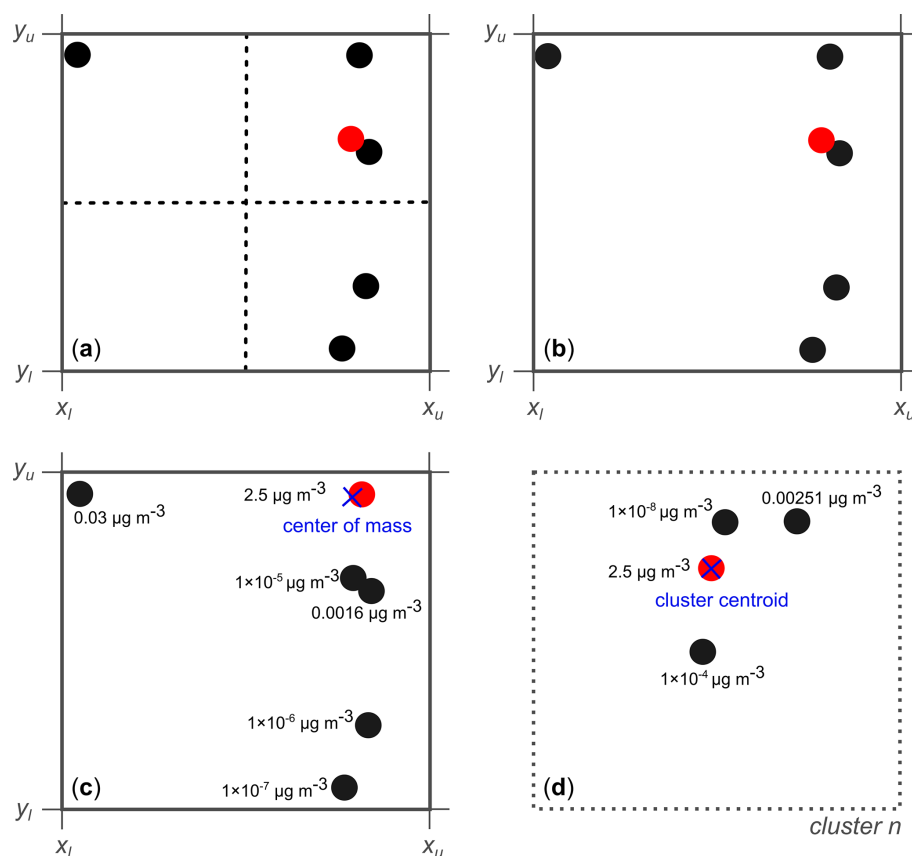 y_u
(a)
y_l
x_l
x_u
y_u
(b)
y_l
x_l
x_u
y_u
0.03 µg m⁻³
2.5 µg m⁻³
center of mass
1×10⁻⁵ µg m⁻³
0.0016 µg m⁻³
1×10⁻⁶ µg m⁻³
1×10⁻⁷ µg m⁻³
(c)
y_l
x_l
x_u
0.00251 µg m⁻³
1×10⁻⁸ µg m⁻³
2.5 µg m⁻³
cluster centroid
1×10⁻⁴ µg m⁻³
(d)
cluster n